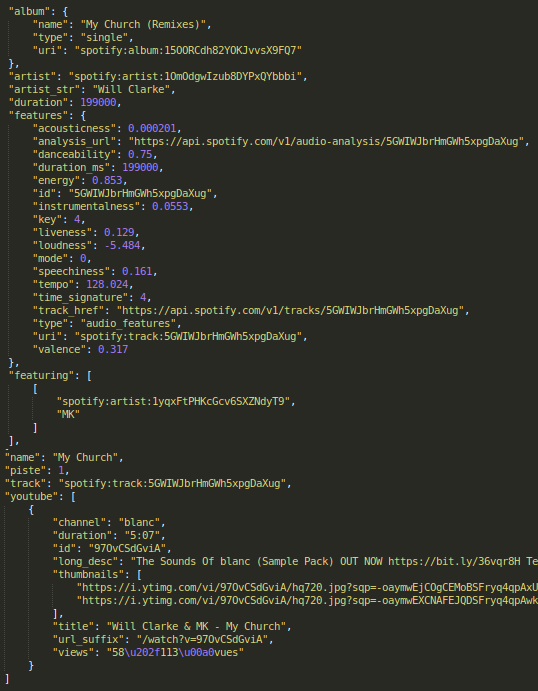 "album": {
"name": "My Church (Remixes)",
"type": "single",
"uri": "spotify:album:15OORCdh82YOKJvvsX9FQ7"
},
"artist": "spotify:artist:1OmOdgwIzub8DYPxQYbbbi",
"artist_str": "Will Clarke",
"duration": 199000,
"features": {
"acousticness": 0.000201,
"analysis_url": "https://api.spotify.com/v1/audio-analysis/5GWIWJbrHmGWh5xpgDaXug",
"danceability": 0.75,
"duration_ms": 199000,
"energy": 0.853,
"id": "5GWIWJbrHmGWh5xpgDaXug",
"instrumentalness": 0.0553,
"key": 4,
"liveness": 0.129,
"loudness": -5.484,
"mode": 0,
"speechiness": 0.161,
"tempo": 128.024,
"time_signature": 4,
"track_href": "https://api.spotify.com/v1/tracks/5GWIWJbrHmGWh5xpgDaXug",
"type": "audio_features",
"uri": "spotify:track:5GWIWJbrHmGWh5xpgDaXug",
"valence": 0.317
},
"featuring": [
[
"spotify:artist:1yqxFtPHKcGcv6SXZNdyT9",
"MK"
]
],
"name": "My Church",
"piste": 1,
"track": "spotify:track:5GWIWJbrHmGWh5xpgDaXug",
"youtube": [
{
"channel": "blanc",
"duration": "5:07",
"id": "97OvCSdGviA",
"long_desc": "The Sounds Of blanc (Sample Pack) OUT NOW https://bit.ly/36vqr8H Te
"thumbnails": [
"https://i.ytimg.com/vi/97OvCSdGviA/hq720.jpg?sqp=-oaymwEjCOgCEMoBSFryq4qpAxU
"https://i.ytimg.com/vi/97OvCSdGviA/hq720.jpg?sqp=-oaymwEXCNAFEJQDSFryq4qpAwk
],
"title": "Will Clarke & MK - My Church",
"url_suffix": "/watch?v=97OvCSdGviA",
"views": "58\u202f113\u00a0vues"
}
]